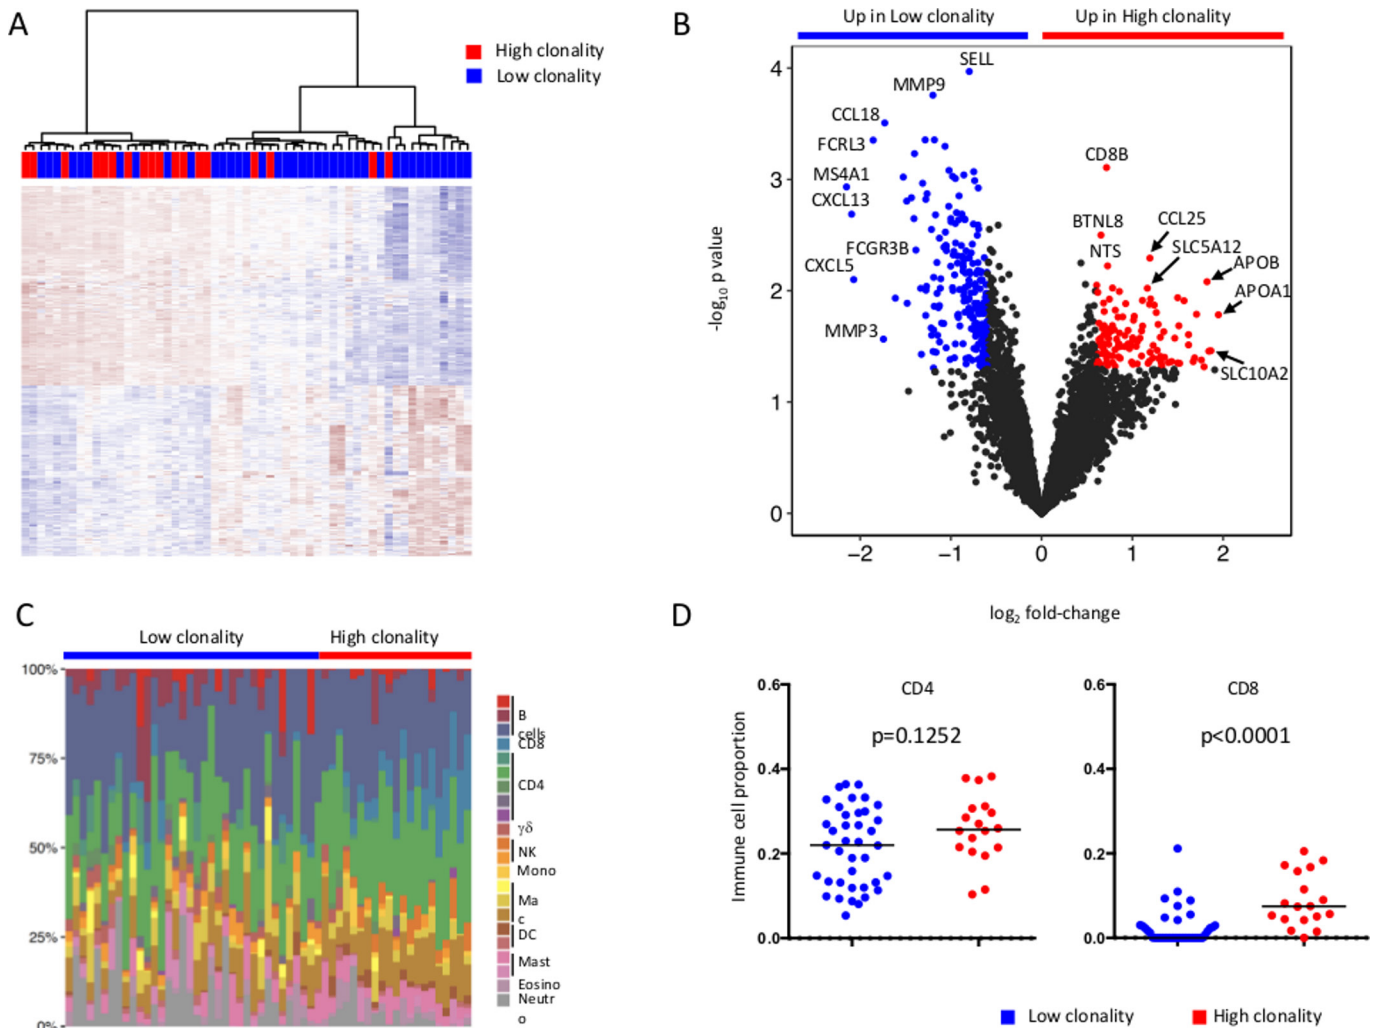 A
High clonality
Low clonality
B
Up in Low clonality
Up in High clonality
4
3
2
1
0
-log10 p value
SELL
MMP9
CCL18
FCRL3
MS4A1
CXCL13
FCGR3B
CXCL5
MMP3
CD8B
BTNL8
CCL25
NTS
SLC5A12
APOB
APOA1
SLC10A2
−2
−1
0
1
2
log2 fold-change
C
Low clonality
High clonality
100%
75%
50%
25%
0%
B
cells
CD8
CD4
γδ
NK
Mono
Ma
c
DC
Mast
Eosino
Neutr
o
D
CD4
p=0.1252
0.6
0.4
0.2
0.0
Immune cell proportion
CD8
p<0.0001
0.6
0.4
0.2
0.0
Low clonality
High clonality